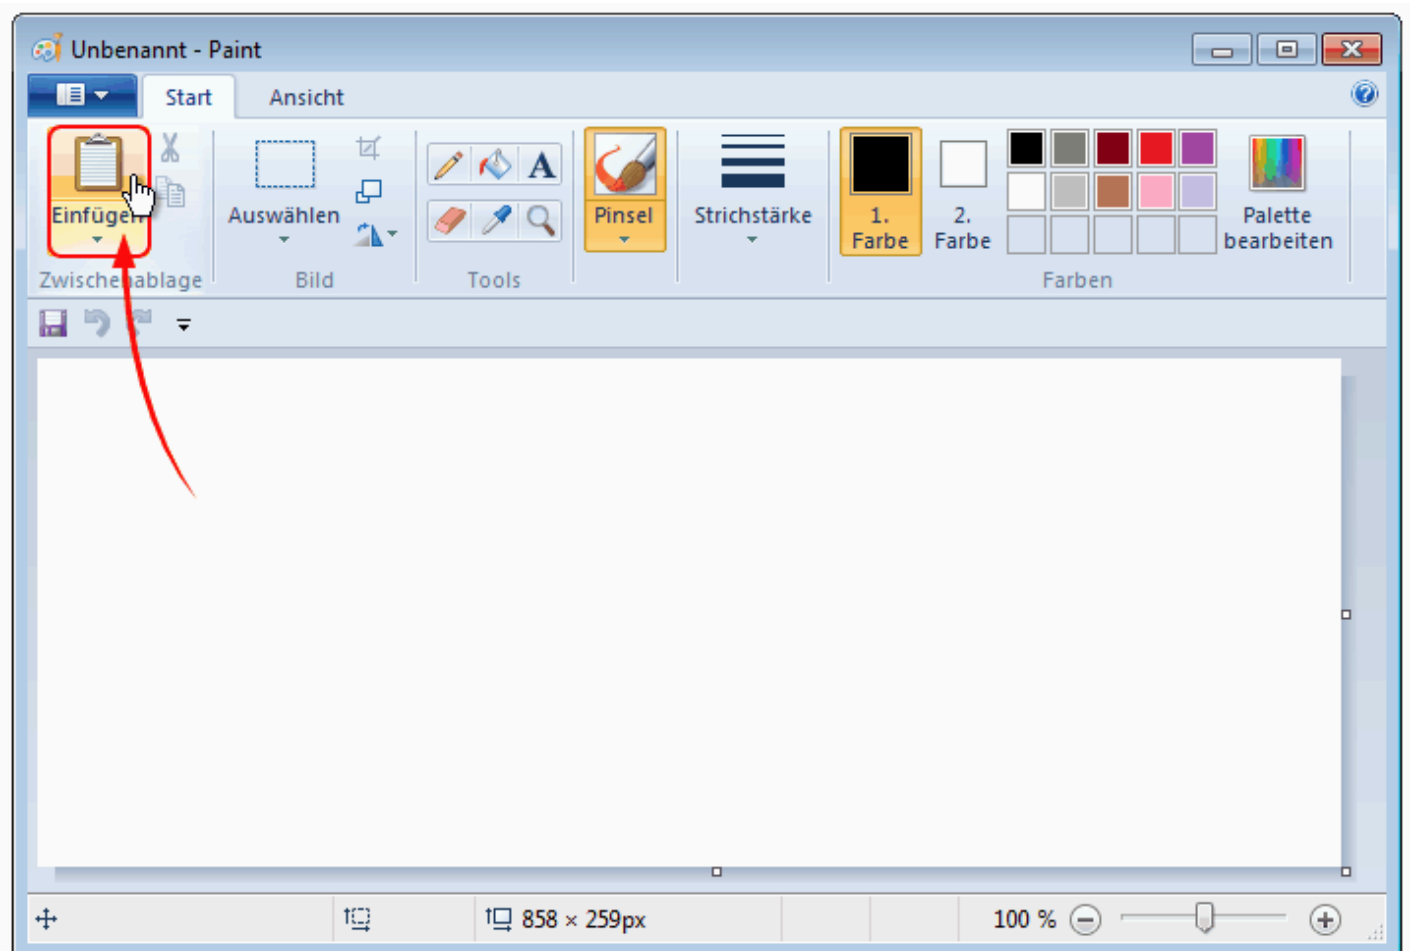 Unbenannt - Paint
Start Ansicht
Einfügen
Auswählen
A
Pinsel
Strichstärke
1.
Farbe
2.
Farbe
Palette
bearbeiten
Zwischenablage Bild Tools Farben
858 × 259px 100 %